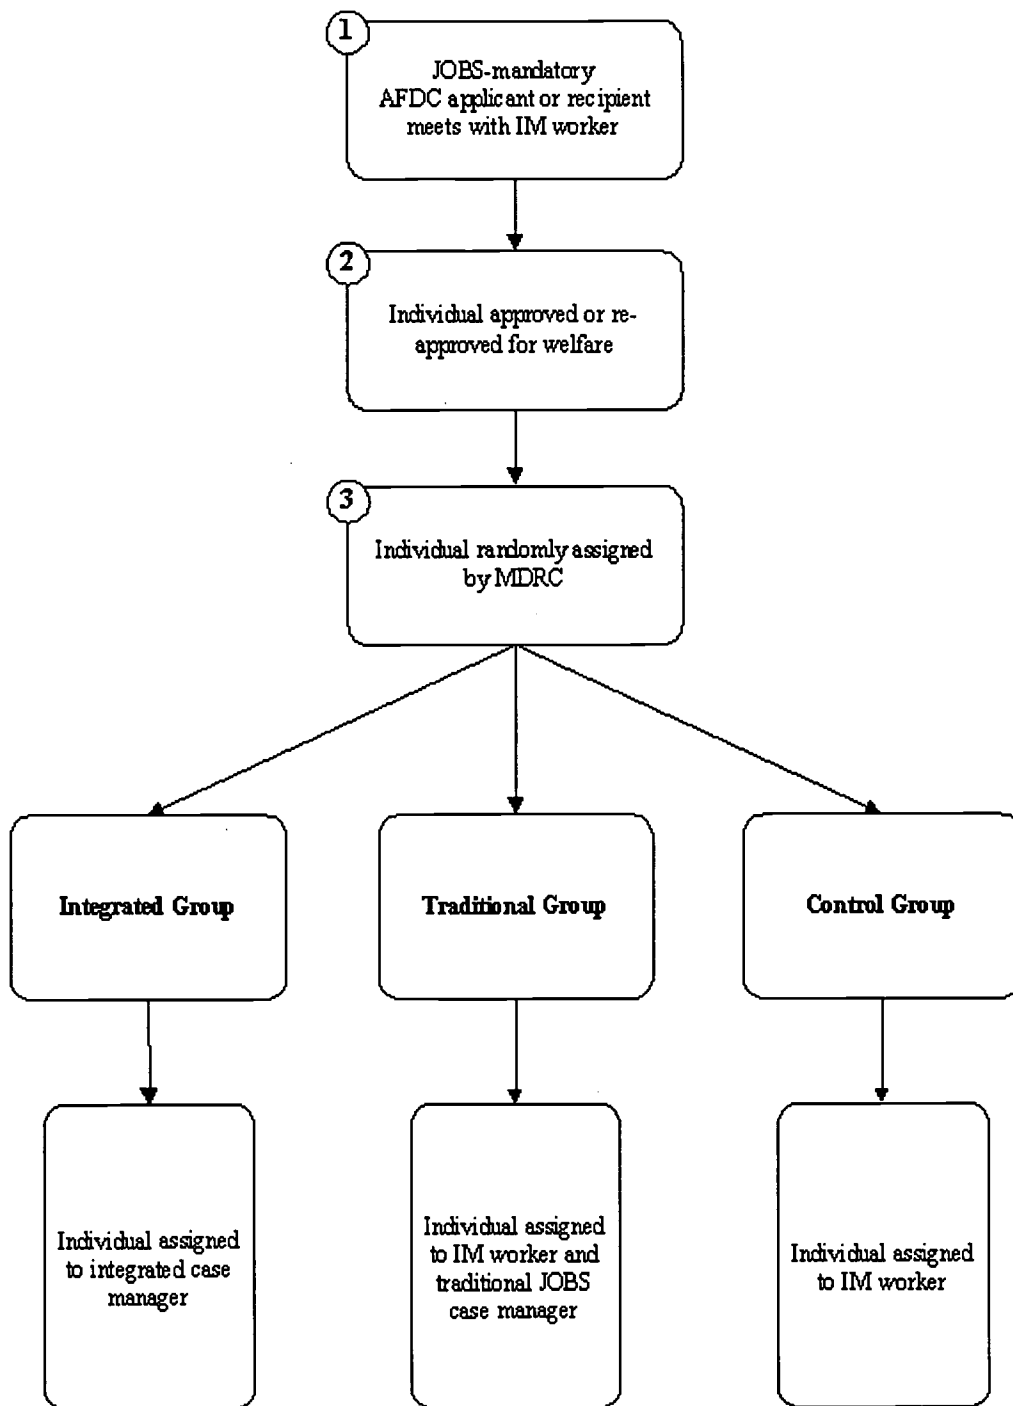 1
JOBS-mandatory
AFDC applicant or recipient
meets with IM worker
2
Individual approved or re-
approved for welfare
3
Individual randomly assigned
by MDRC
Integrated Group
Traditional Group
Control Group
Individual assigned
to integrated case
manager
Individual assigned
to IM worker and
traditional JOBS
case manager
Individual assigned
to IM worker